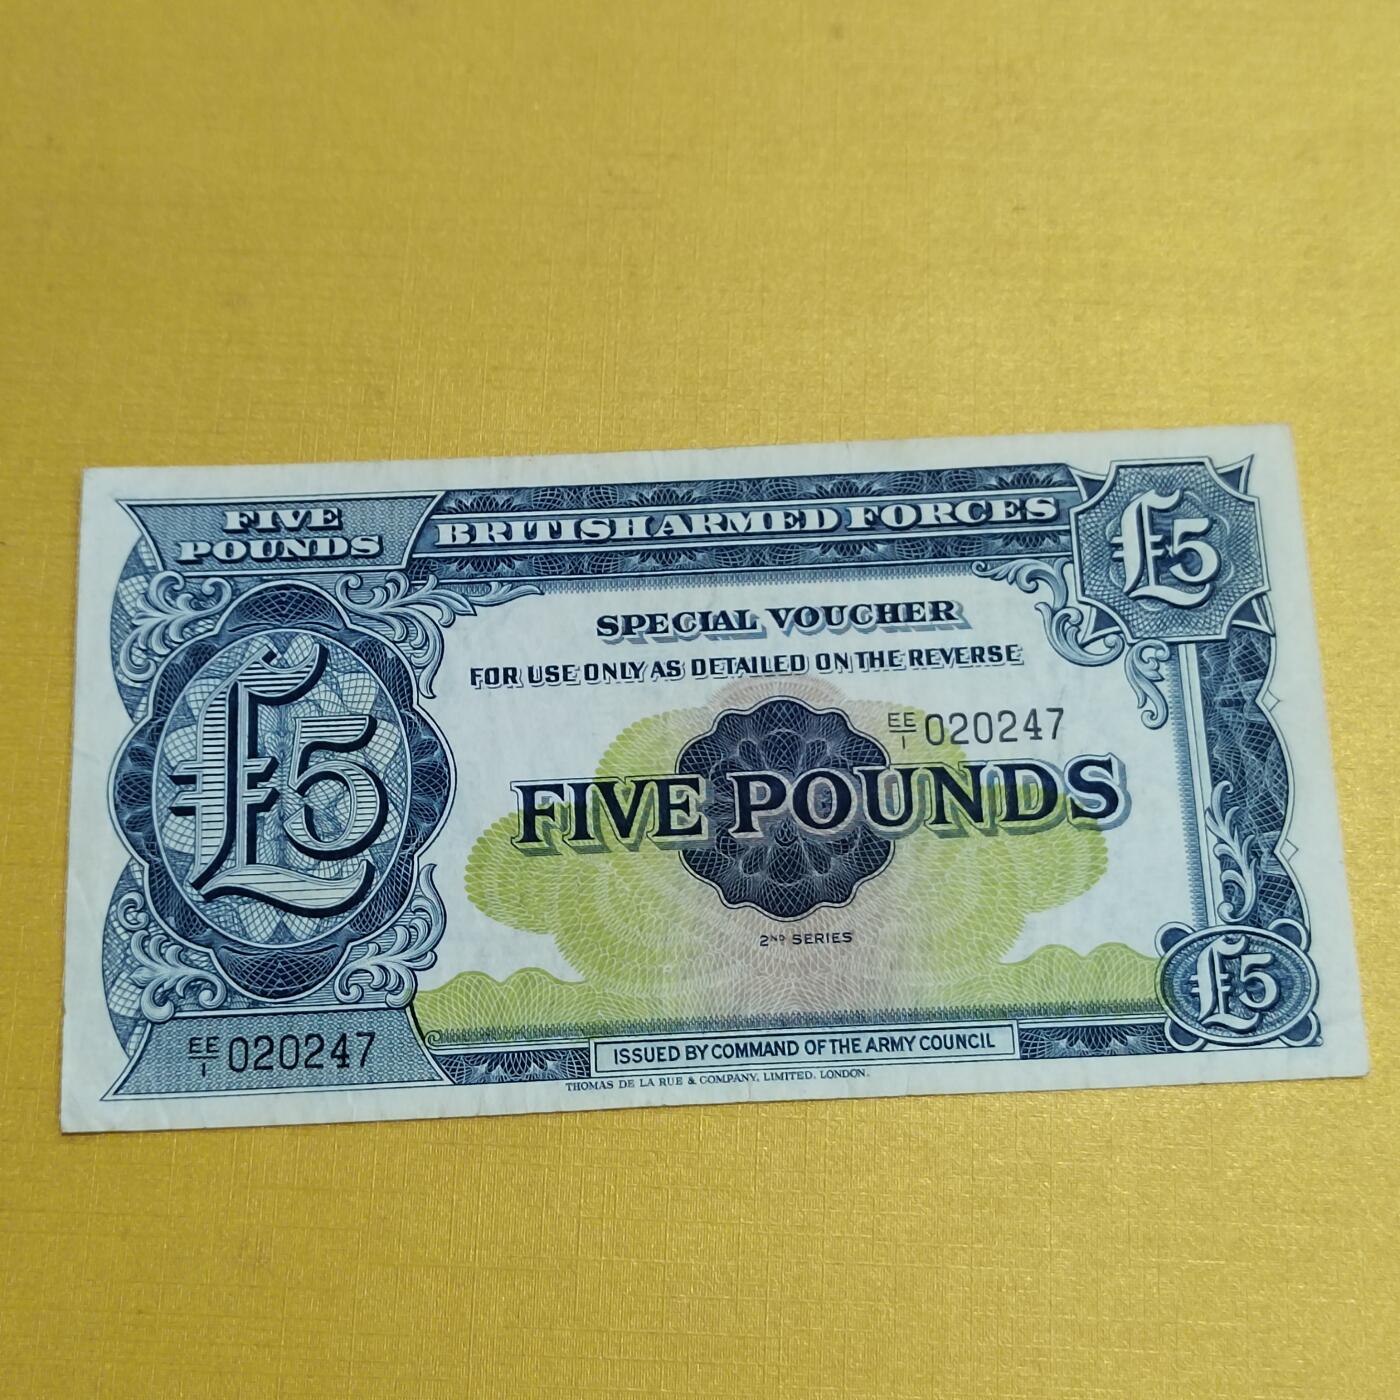 FIVE
POUNDS
BRITISH ARMED FORCES
£5
SPECIAL VOUCHER
FOR USE ONLY AS DETAILED ON THE REVERSE
£5
EE/1 020247
FIVE POUNDS
2ND SERIES
£5
EE/1 020247
ISSUED BY COMMAND OF THE ARMY COUNCIL
THOMAS DE LA RUE & COMPANY, LIMITED, LONDON.